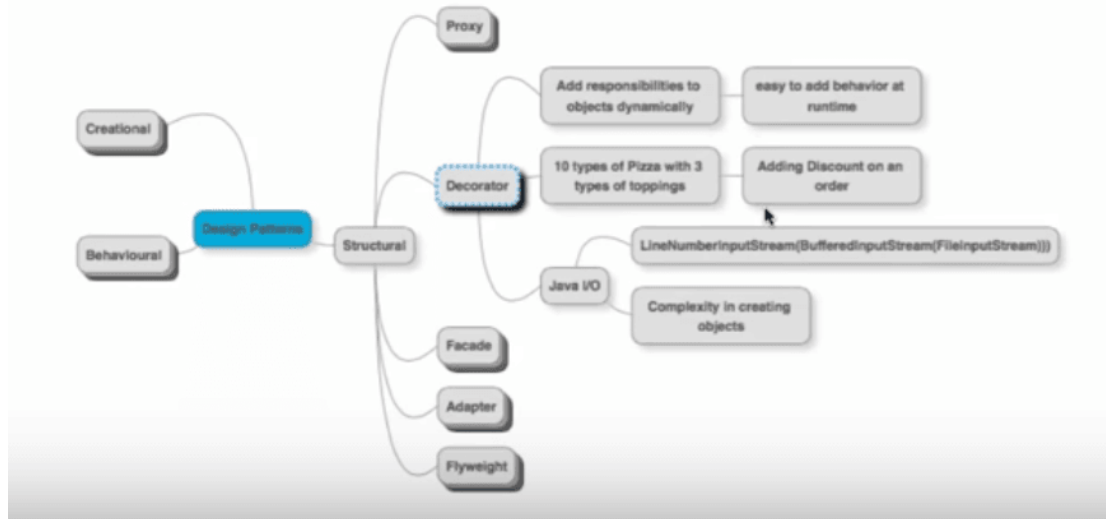 Proxy
Add responsibilities to
objects dynamically
easy to add behavior at
runtime
Creational
10 types of Pizza with 3
types of toppings
Adding Discount on an
order
Decorator
Design Patterns
Structural
Behavioural
LineNumberInputStream(BufferedInputStream(FileInputStream)))
Java I/O
Complexity in creating
objects
Facade
Adapter
Flyweight